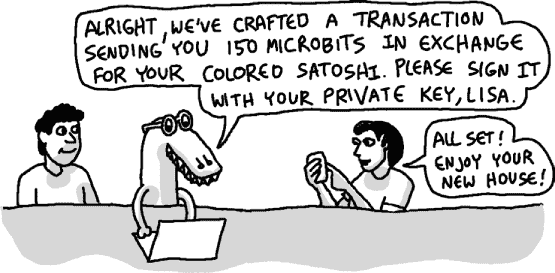 ALRIGHT, WE'VE CRAFTED A TRANSACTION
SENDING YOU 150 MICROBITS IN EXCHANGE
FOR YOUR COLORED SATOSHI. PLEASE SIGN IT
WITH YOUR PRIVATE KEY, LISA.
ALL SET!
ENJOY YOUR
NEW HOUSE!